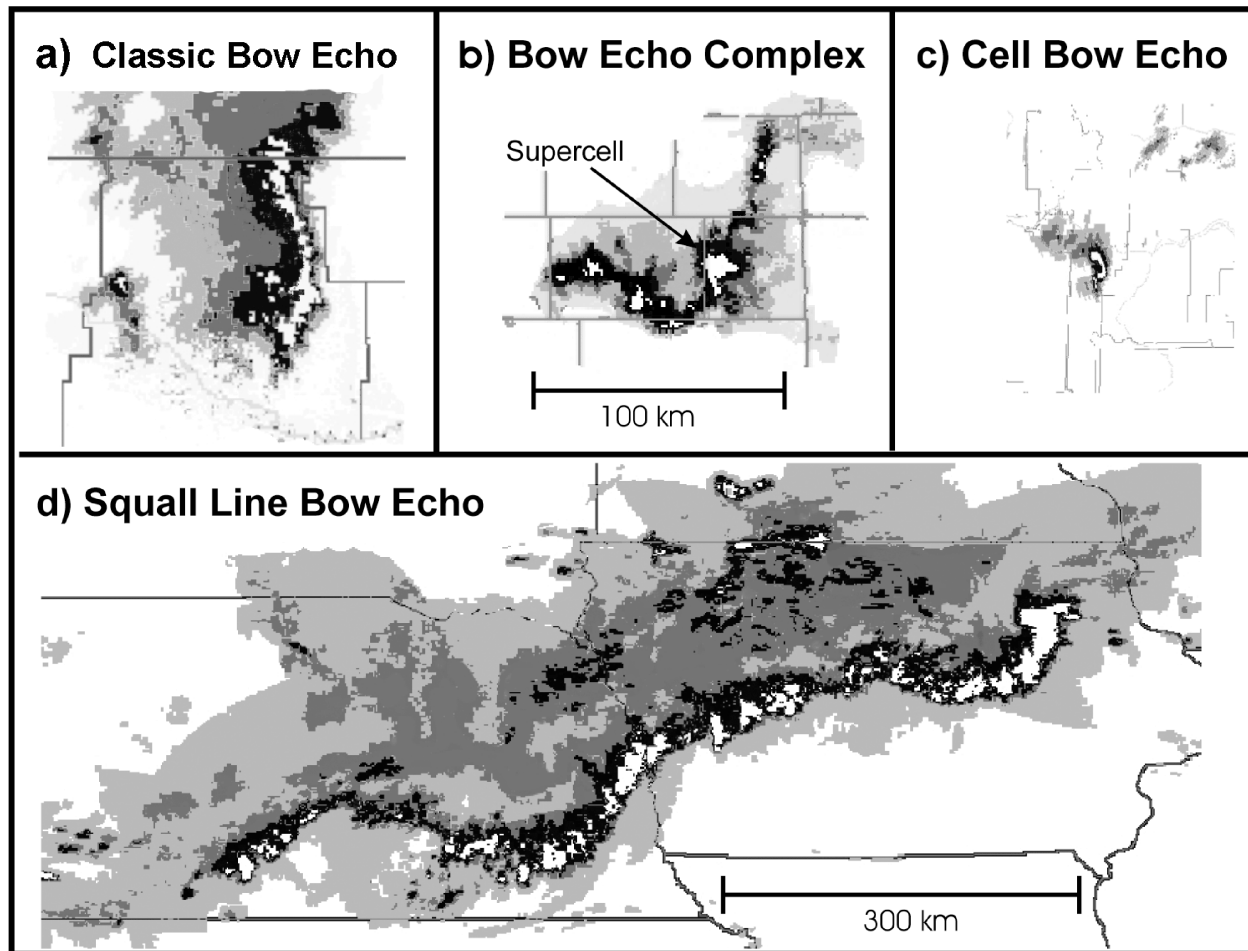 a) Classic Bow Echo
b) Bow Echo Complex
Supercell
100 km
c) Cell Bow Echo
d) Squall Line Bow Echo
300 km